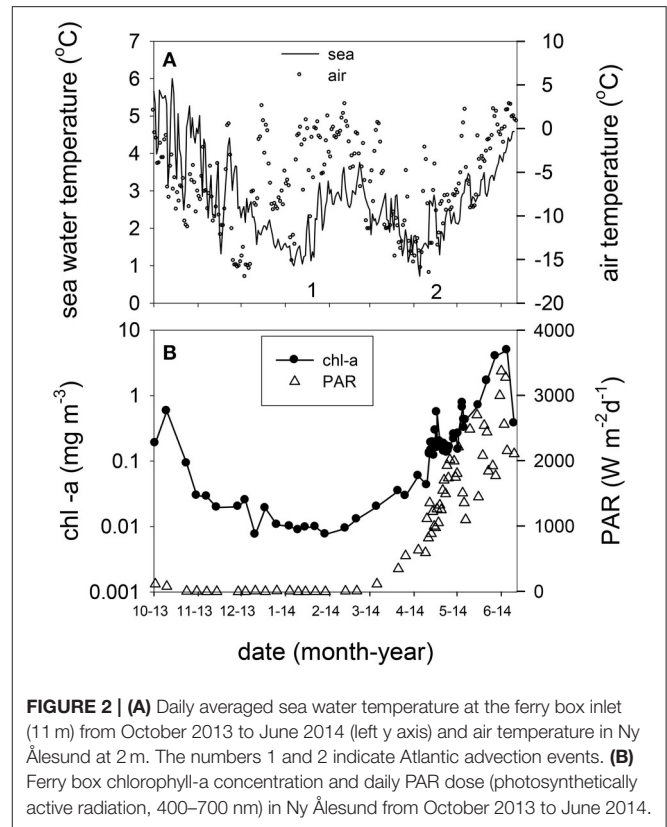 sea water temperature (°C)
7
6
5
4
3
2
1
0
A
sea
air
1
2
10
5
0
-5
-10
-15
-20
air temperature (°C)
chl -a (mg m-3)
10
1
0.1
0.01
0.001
B
chl-a
PAR
4000
3000
2000
1000
0
PAR (W m-2d-1)
10-13 11-13 12-13 1-14 2-14 3-14 4-14 5-14 6-14
date (month-year)
FIGURE 2 | (A) Daily averaged sea water temperature at the ferry box inlet
(11 m) from October 2013 to June 2014 (left y axis) and air temperature in Ny
Ålesund at 2 m. The numbers 1 and 2 indicate Atlantic advection events. (B)
Ferry box chlorophyll-a concentration and daily PAR dose (photosynthetically
active radiation, 400–700 nm) in Ny Ålesund from October 2013 to June 2014.